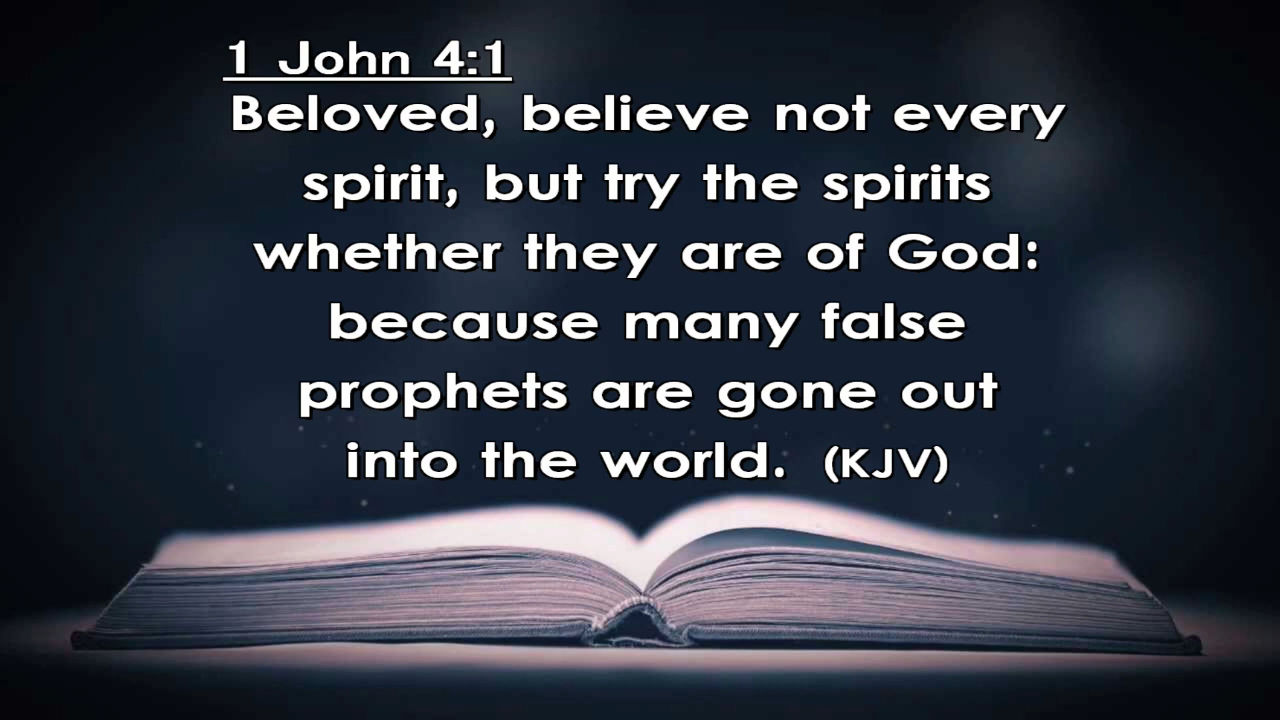 1 John 4:1
Beloved, believe not every
spirit, but try the spirits
whether they are of God:
because many false
prophets are gone out
into the world. (KJV)